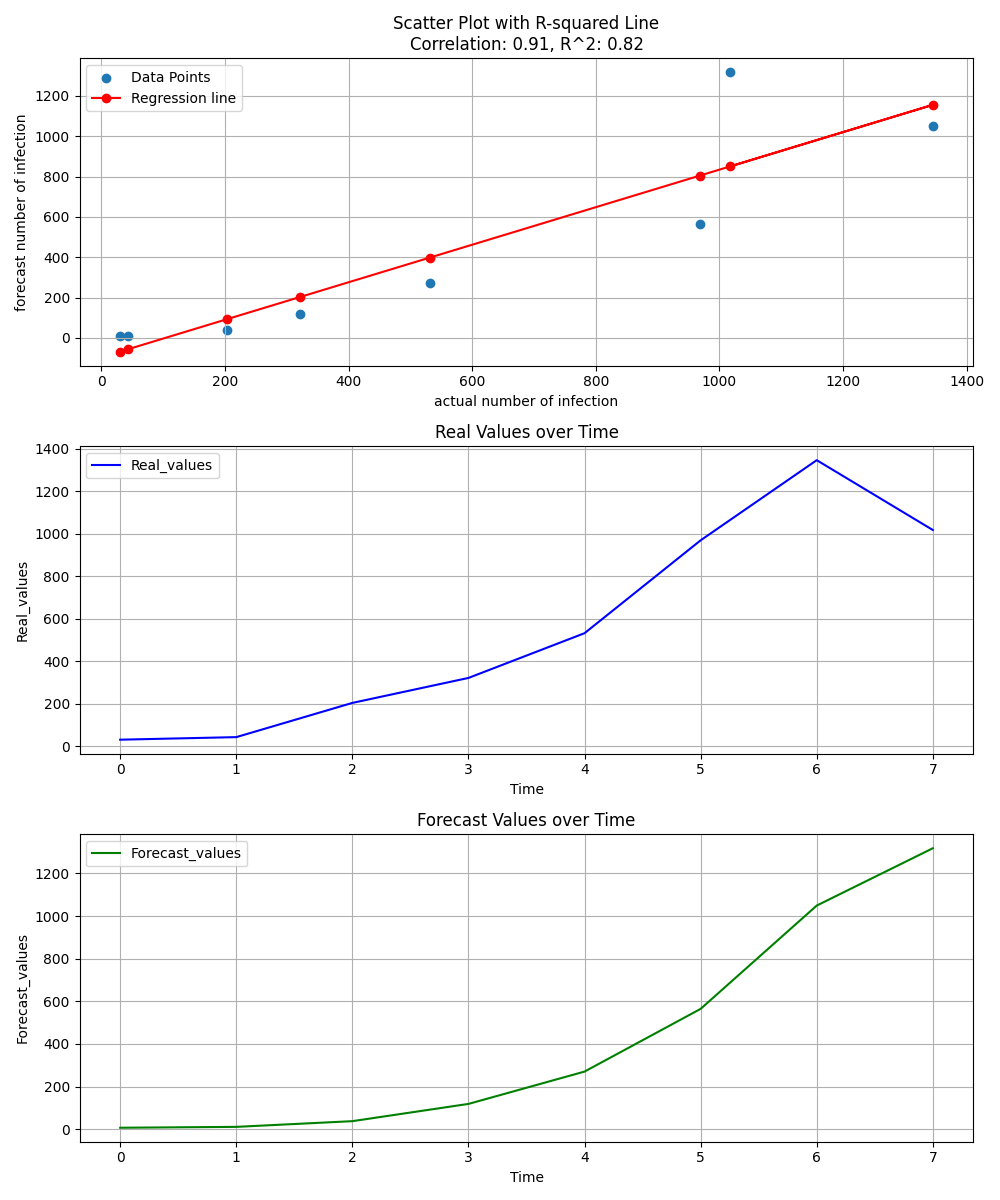 Scatter Plot with R-squared Line
Correlation: 0.91, R^2: 0.82
Data Points
Regression line
forecast number of infection
1200
1000
800
600
400
200
0
0 200 400 600 800 1000 1200 1400
actual number of infection
Real Values over Time
Real_values
Real_values
1400
1200
1000
800
600
400
200
0
0 1 2 3 4 5 6 7
Time
Forecast Values over Time
Forecast_values
Forecast_values
1200
1000
800
600
400
200
0
0 1 2 3 4 5 6 7
Time